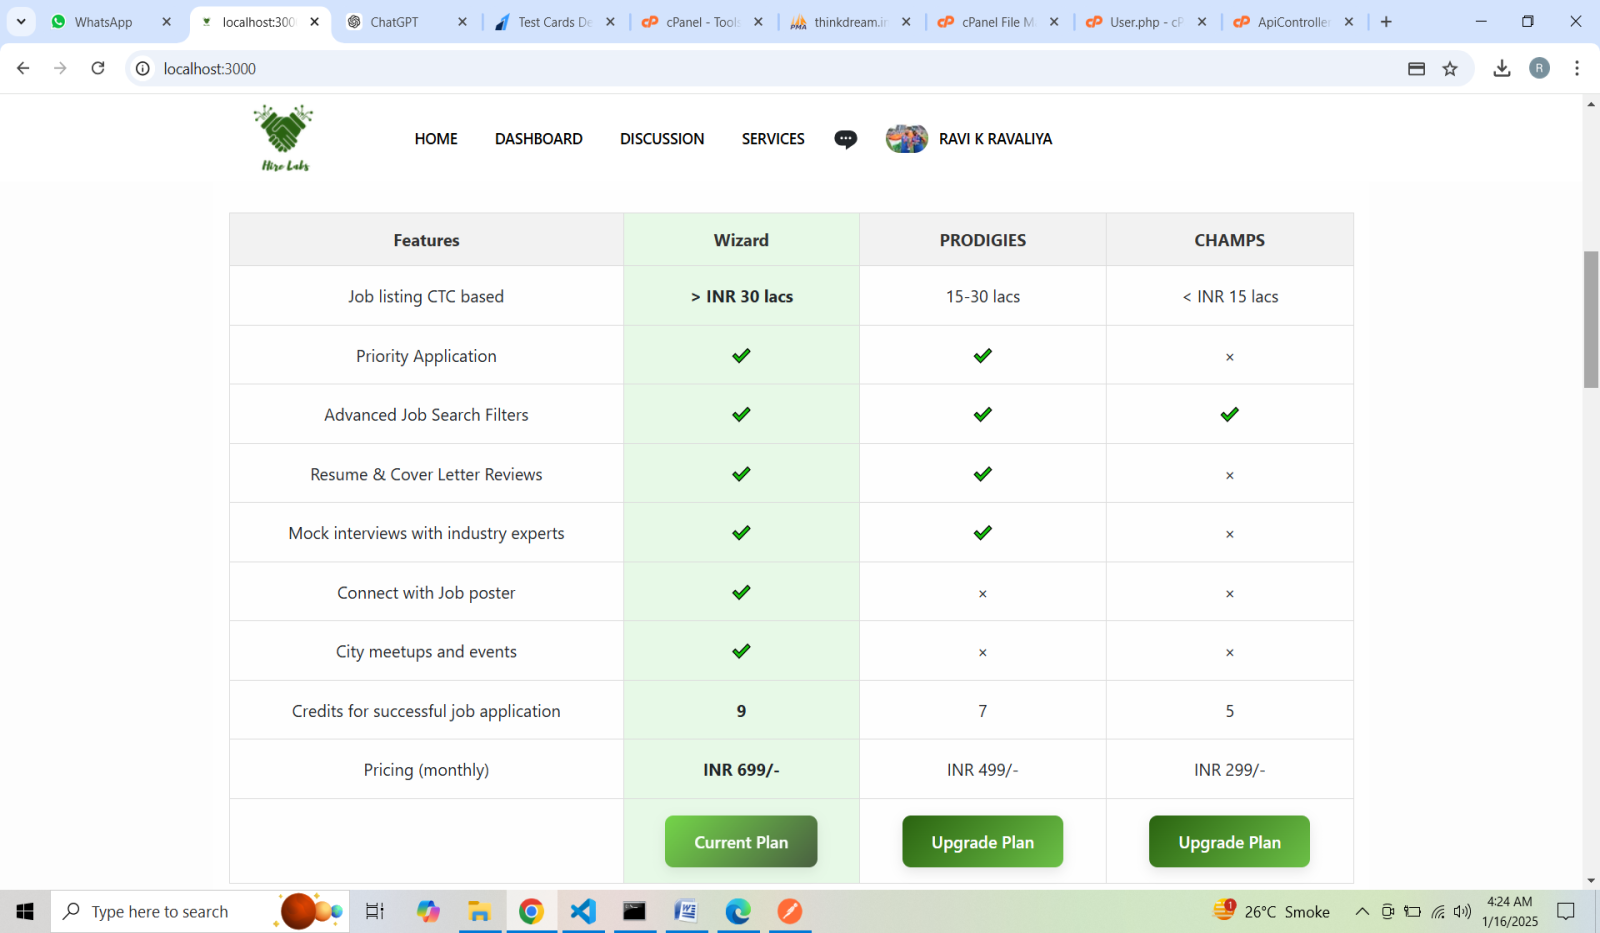 WhatsApp
localhost:300
ChatGPT
Test Cards De
cPanel - Tools
thinkdream.in
cPanel File Ma
User.php - cP
ApiController
localhost:3000
R
Hire Labs
HOME
DASHBOARD
DISCUSSION
SERVICES
RAVI K RAVALIYA
Features Wizard PRODIGIES CHAMPS
Job listing CTC based > INR 30 lacs 15-30 lacs < INR 15 lacs
Priority Application ✔ ✔ ×
Advanced Job Search Filters ✔ ✔ ✔
Resume & Cover Letter Reviews ✔ ✔ ×
Mock interviews with industry experts ✔ ✔ ×
Connect with Job poster ✔ × ×
City meetups and events ✔ × ×
Credits for successful job application 9 7 5
Pricing (monthly) INR 699/- INR 499/- INR 299/-
Current Plan Upgrade Plan Upgrade Plan
Type here to search
1
26°C Smoke
4:24 AM
1/16/2025